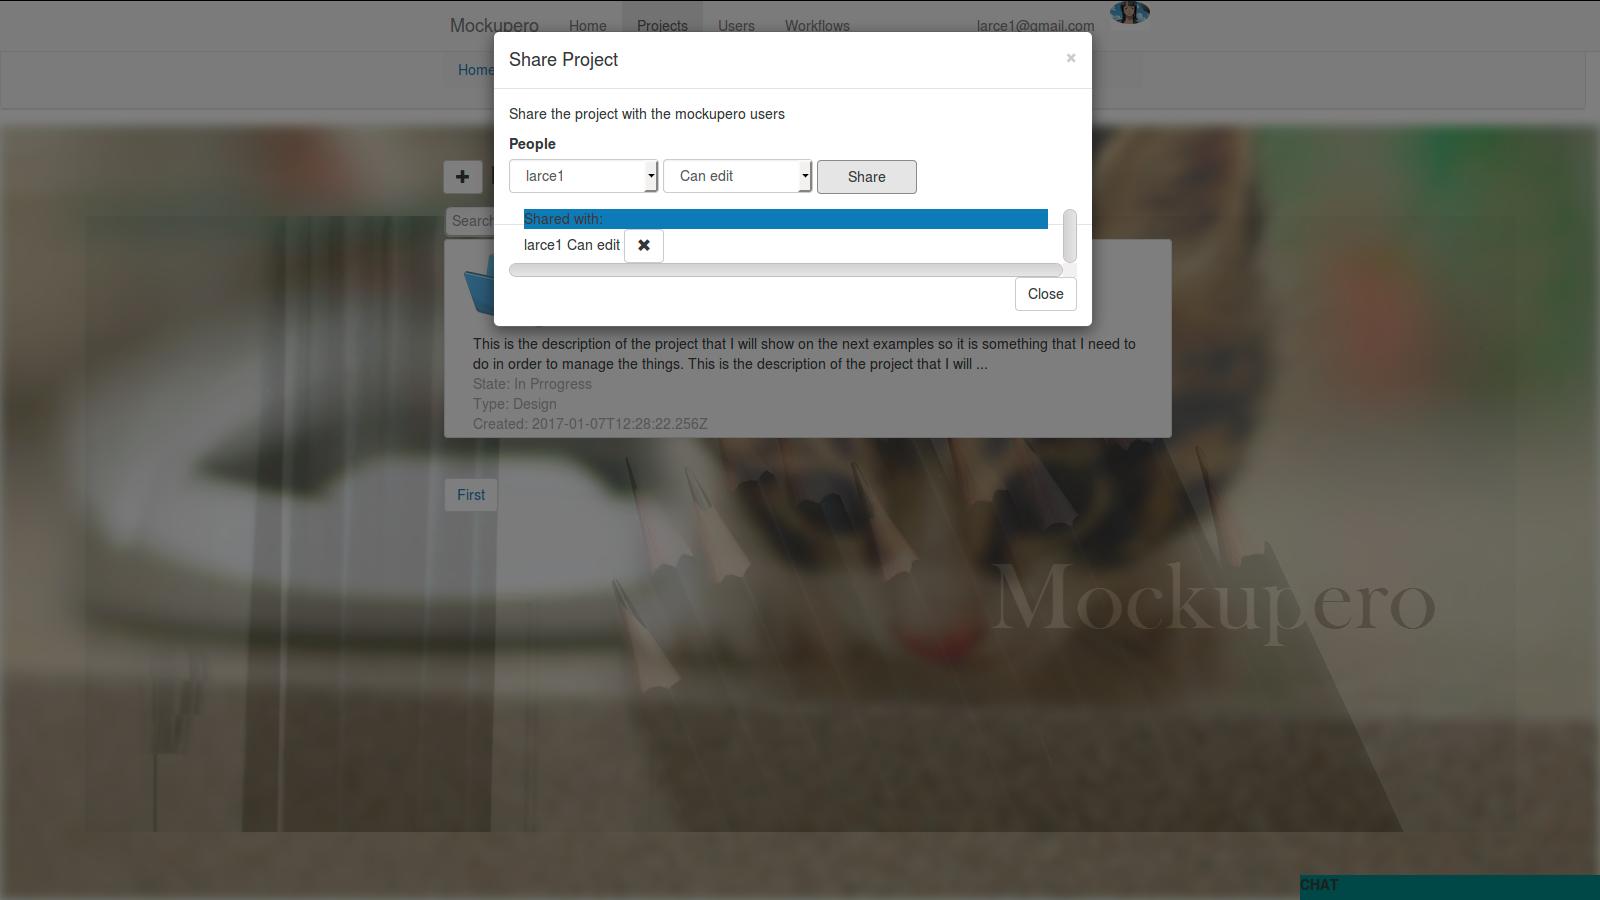 Mockupero Home Projects Users Workflows larce1@gmail.com
Home
Share Project ×
Share the project with the mockupero users
People
larce1 Can edit Share
Search
Shared with:
larce1 Can edit ✖
Close
This is the description of the project that I will show on the next examples so it is something that I need to
do in order to manage the things. This is the description of the project that I will ...
State: In Prrogress
Type: Design
Created: 2017-01-07T12:28:22.256Z
First
Mockupero
CHAT